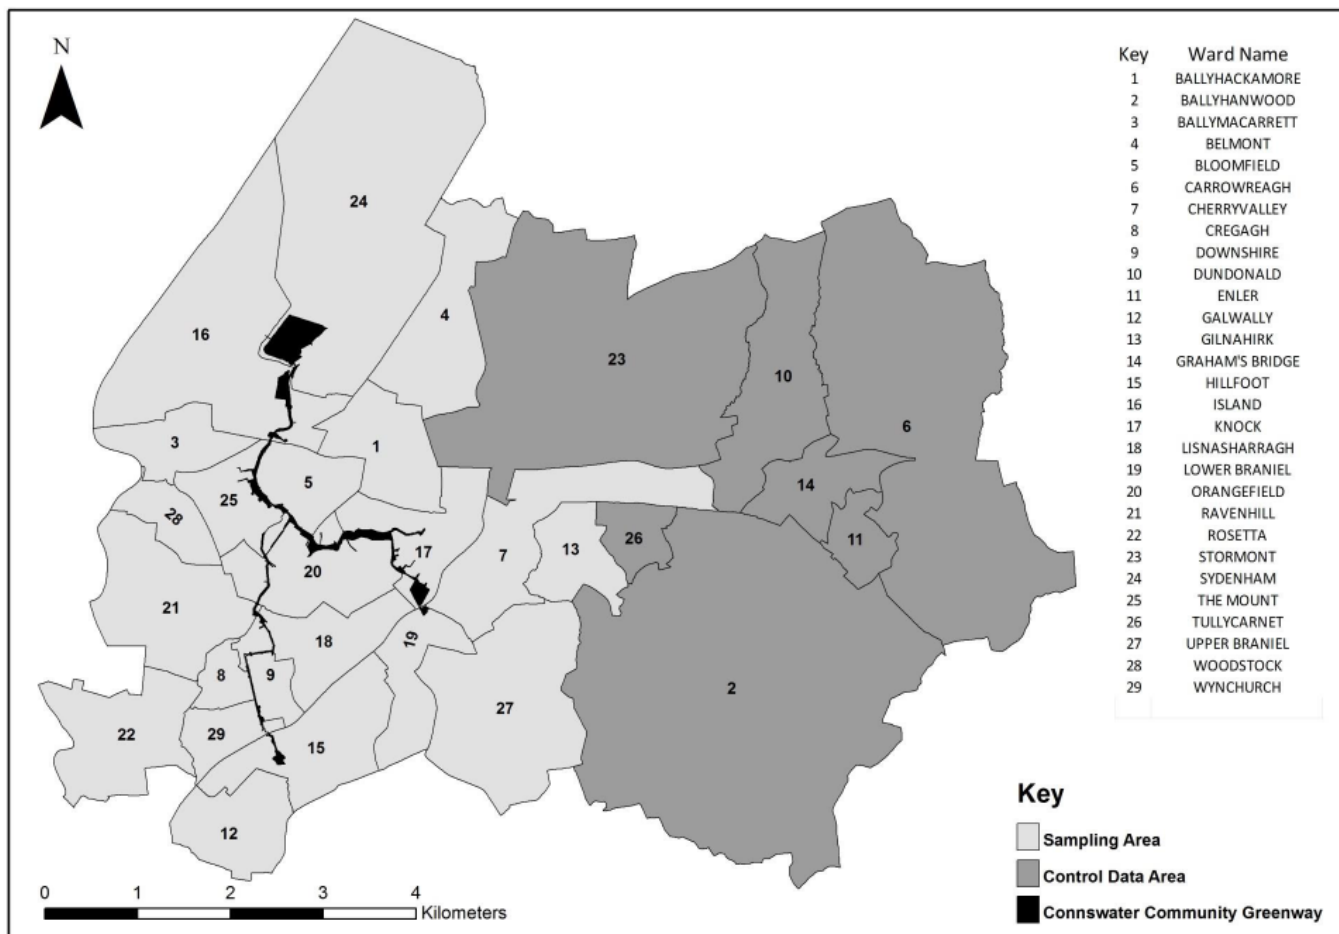 N
Key Ward Name
1 BALLYHACKAMORE
2 BALLYHANWOOD
3 BALLYMACARRETT
4 BELMONT
5 BLOOMFIELD
6 CARROWREAGH
7 CHERRYVALLEY
8 CREGAGH
9 DOWNSHIRE
10 DUNDONALD
11 ENLER
12 GALWALLY
13 GILNAHIRK
14 GRAHAM'S BRIDGE
15 HILLFOOT
16 ISLAND
17 KNOCK
18 LISNASHARRAGH
19 LOWER BRANIEL
20 ORANGEFIELD
21 RAVENHILL
22 ROSETTA
23 STORMONT
24 SYDENHAM
25 THE MOUNT
26 TULLYCARNET
27 UPPER BRANIEL
28 WOODSTOCK
29 WYNCHURCH
24
16
4
23
10
6
3
1
5
25
14
28
26
11
17
7
13
20
21
18
19
8
9
2
27
22
29
15
12
Key
Sampling Area
Control Data Area
Connswater Community Greenway
0 1 2 3 4
Kilometers